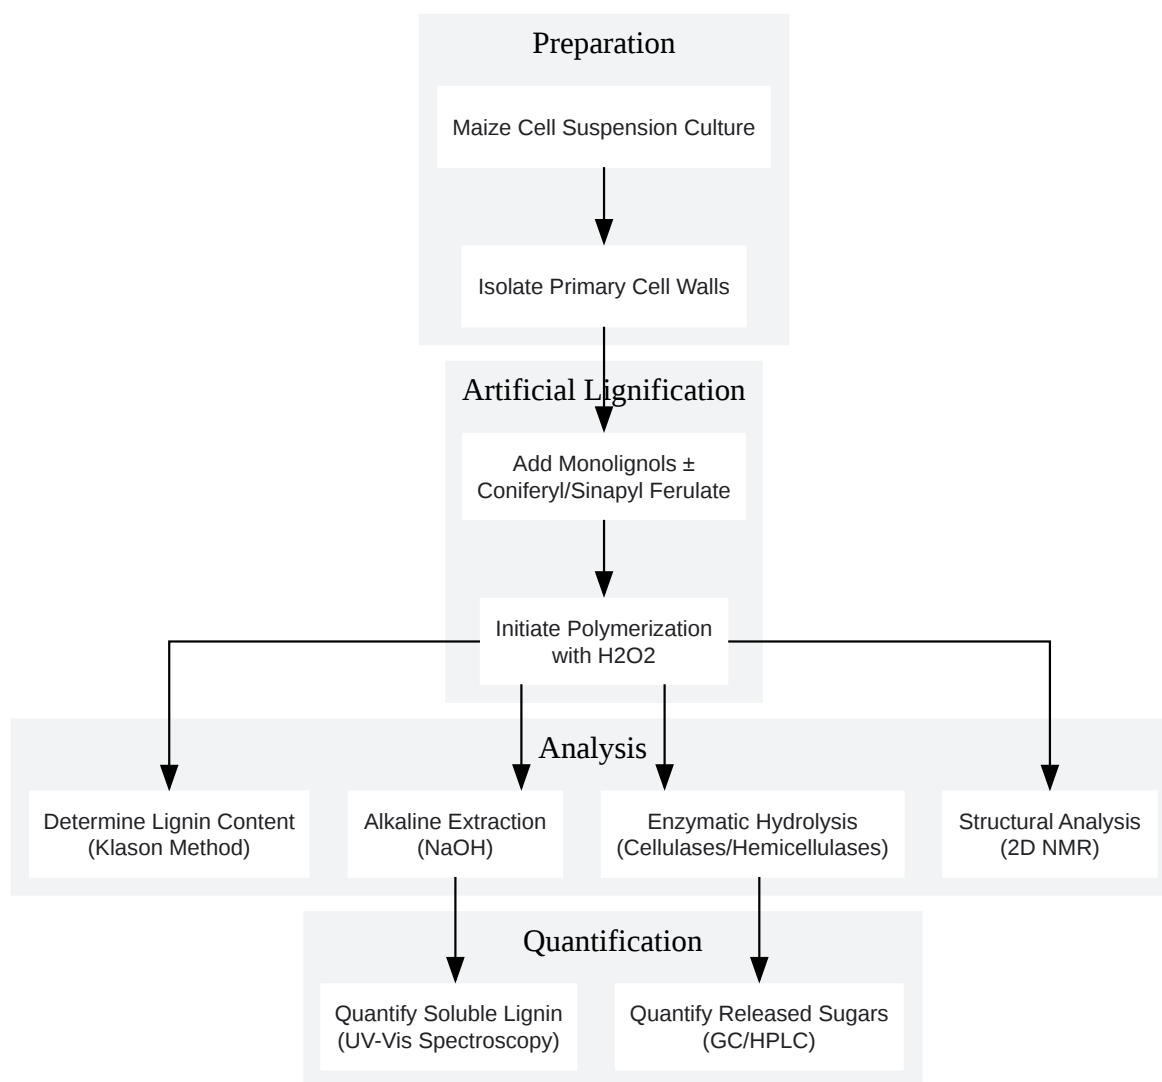 Preparation
Maize Cell Suspension Culture
Isolate Primary Cell Walls
Artificial Lignification
Add Monolignols ±
Coniferyl/Sinapyl Ferulate
Initiate Polymerization
with H2O2
Analysis
Determine Lignin Content
(Klason Method)
Alkaline Extraction
(NaOH)
Enzymatic Hydrolysis
(Cellulases/Hemicellulases)
Structural Analysis
(2D NMR)
Quantification
Quantify Soluble Lignin
(UV-Vis Spectroscopy)
Quantify Released Sugars
(GC/HPLC)